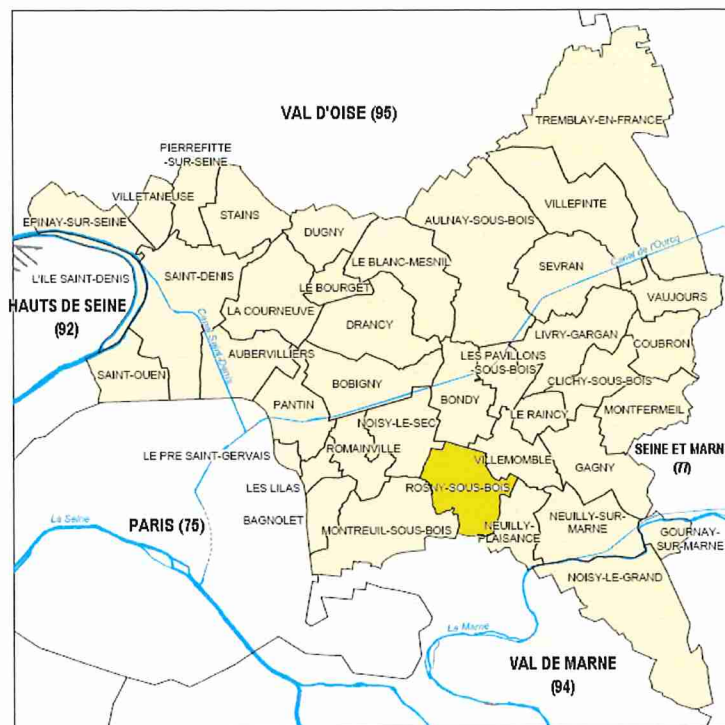 VAL D'OISE (95)
TREMBLAY-EN-FRANCE
PIERREFITTE
-SUR-SEINE
VILLETANEUSE
VILLEPINTE
EPINAY-SUR-SEINE
STAINS
AULNAY-SOUS-BOIS
DUGNY
Canal de l'Ourcq
LE BLANC-MESNIL
SEVRAN
L'ILE SAINT-DENIS
SAINT-DENIS
LE BOURGET
VAUJOURS
HAUTS DE SEINE
(92)
LA COURNEUVE
DRANCY
LIVRY-GARGAN
COUBRON
Canal Saint-Denis
AUBERVILLIERS
LES PAVILLONS
-SOUS-BOIS
SAINT-OUEN
BOBIGNY
CLICHY-SOUS-BOIS
PANTIN
BONDY
LE RAINCY
MONTFERMEIL
NOISY-LE-SEC
ROMAINVILLE
SEINE ET MARN
(77)
LE PRE SAINT-GERVAIS
VILLEMOMBLE
GAGNY
LES LILAS
ROSNY-SOUS-BOIS
La Seine
PARIS (75)
BAGNOLET
MONTREUIL-SOUS-BOIS
NEUILLY-
PLAISANCE
NEUILLY-SUR-
MARNE
GOURNAY
-SUR-MARNE
NOISY-LE-GRAND
La Marne
VAL DE MARNE
(94)